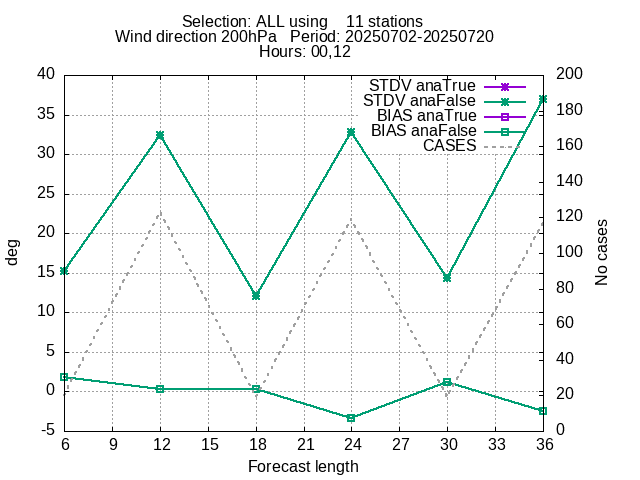 Selection: ALL using    11 stations
Wind direction 200hPa   Period: 20250702-20250720
Hours: 00,12
STDV anaTrue
STDV anaFalse
BIAS anaTrue
BIAS anaFalse
CASES
40
35
30
25
20
15
10
5
0
-5
deg
200
180
160
140
120
100
80
60
40
20
0
No cases
6 9 12 15 18 21 24 27 30 33 36
Forecast length